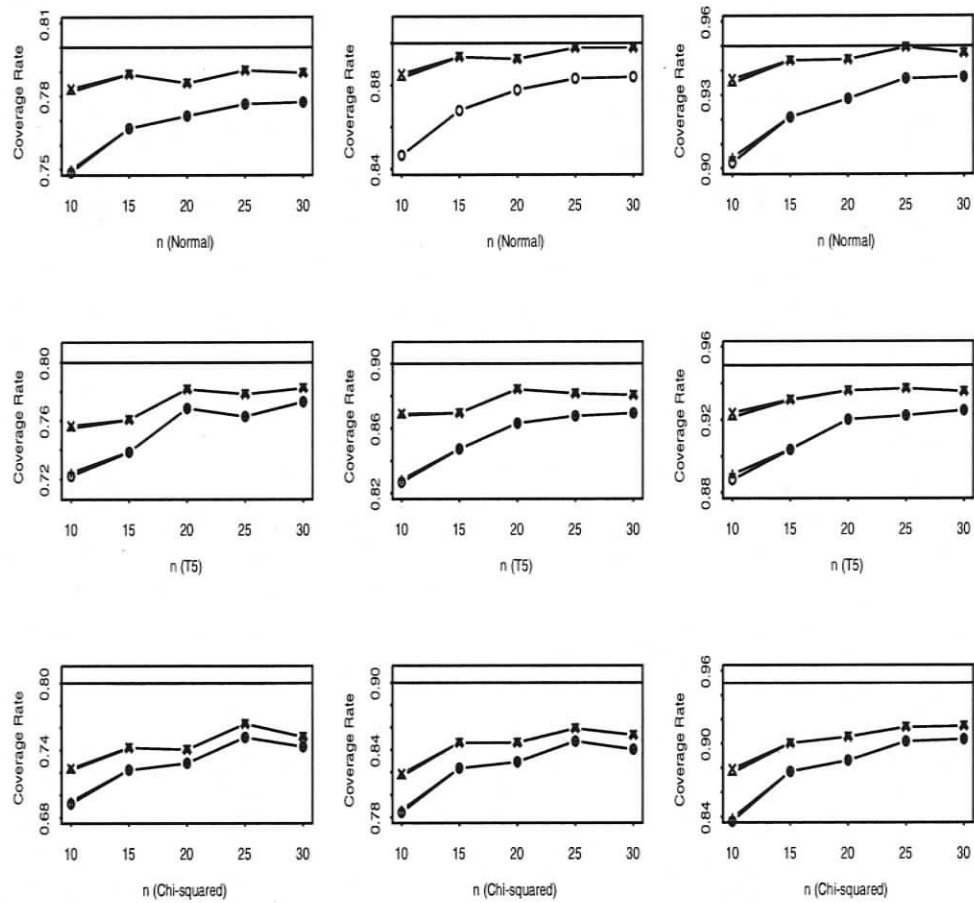 Coverage Rate
0.75 0.78 0.81
10 15 20 25 30
n (Normal)
Coverage Rate
0.84 0.88
10 15 20 25 30
n (Normal)
Coverage Rate
0.90 0.93 0.96
10 15 20 25 30
n (Normal)
Coverage Rate
0.72 0.76 0.80
10 15 20 25 30
n (T5)
Coverage Rate
0.82 0.86 0.90
10 15 20 25 30
n (T5)
Coverage Rate
0.88 0.92 0.96
10 15 20 25 30
n (T5)
Coverage Rate
0.68 0.74 0.80
10 15 20 25 30
n (Chi-squared)
Coverage Rate
0.78 0.84 0.90
10 15 20 25 30
n (Chi-squared)
Coverage Rate
0.84 0.90 0.96
10 15 20 25 30
n (Chi-squared)